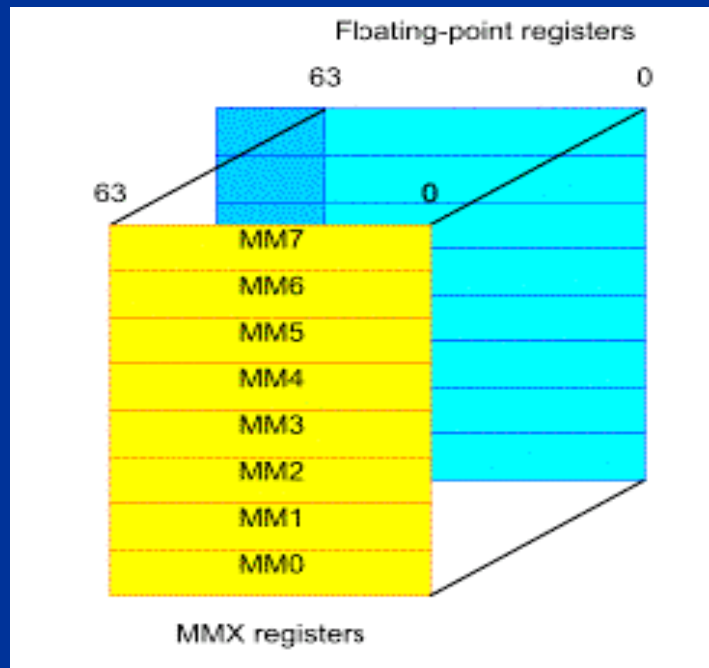 Floating-point registers
63 0
63 0
MM7
MM6
MM5
MM4
MM3
MM2
MM1
MM0
MMX registers